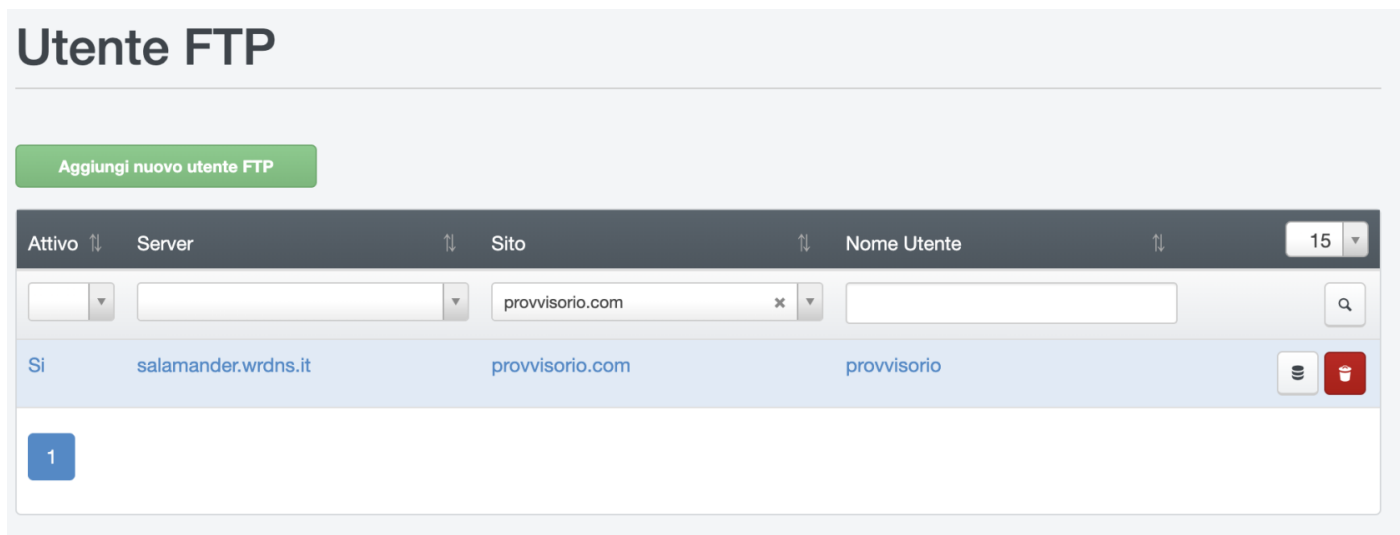 Utente FTP
Aggiungi nuovo utente FTP
Attivo Server Sito Nome Utente 15
provvisorio.com
Si salamander.wrdns.it provvisorio.com provvisorio
1